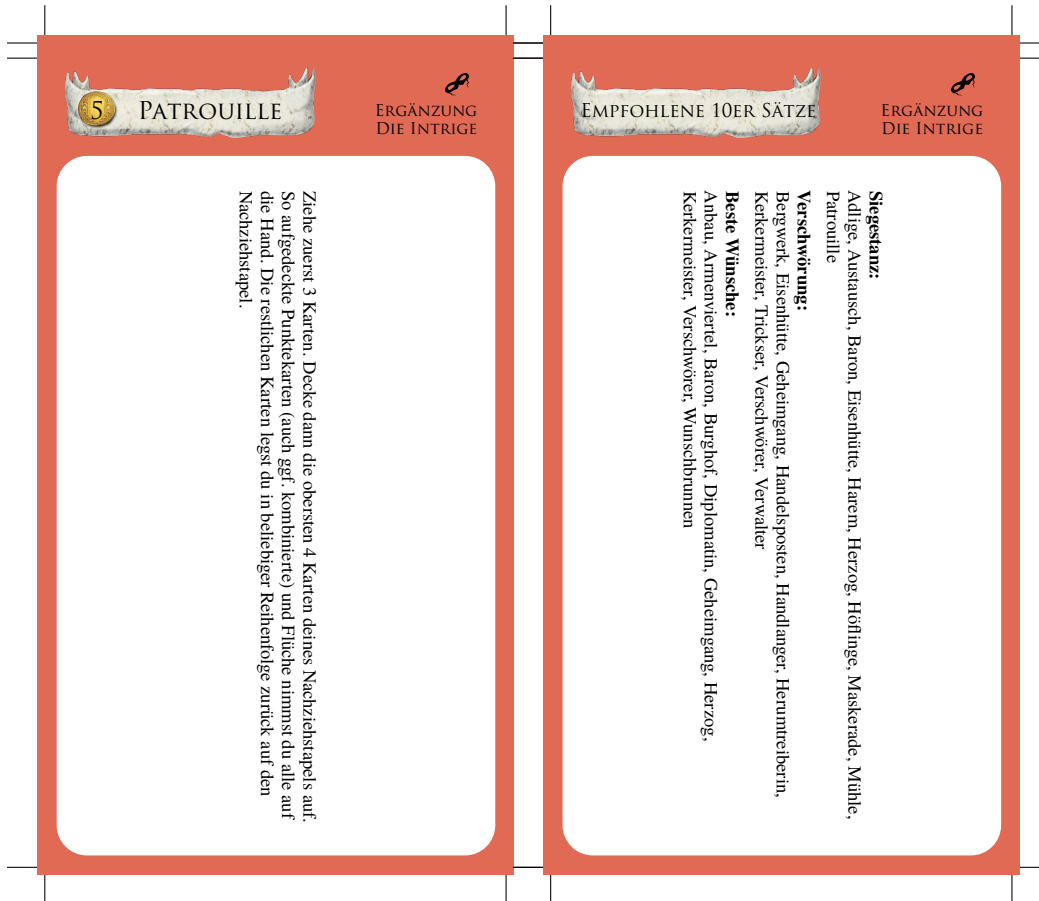 5 PATROUILLE
ERGÄNZUNG
DIE INTRIGE
Ziehe zuerst 3 Karten. Decke dann die obersten 4 Karten deines Nachziehstapels auf.
So aufgedeckte Punktekarten (auch ggf. kombinierte) und Flüche nimmst du alle auf
die Hand. Die restlichen Karten legst du in beliebiger Reihenfolge zurück auf den
Nachziehstapel.
EMPFOHLENE 10ER SÄTZE
ERGÄNZUNG
DIE INTRIGE
Siegestanz:
Adlige, Austausch, Baron, Eisenhütte, Harem, Herzog, Höflinge, Maskerade, Mühle,
Patrouille
Verschwörung:
Bergwerk, Eisenhütte, Geheimgang, Handelsposten, Handlanger, Herumtreiberin,
Kerkermeister, Trickser, Verschwörer, Verwalter
Beste Wünsche:
Anbau, Armenviertel, Baron, Burghof, Diplomatin, Geheimgang, Herzog,
Kerkermeister, Verschwörer, Wunschbrunnen